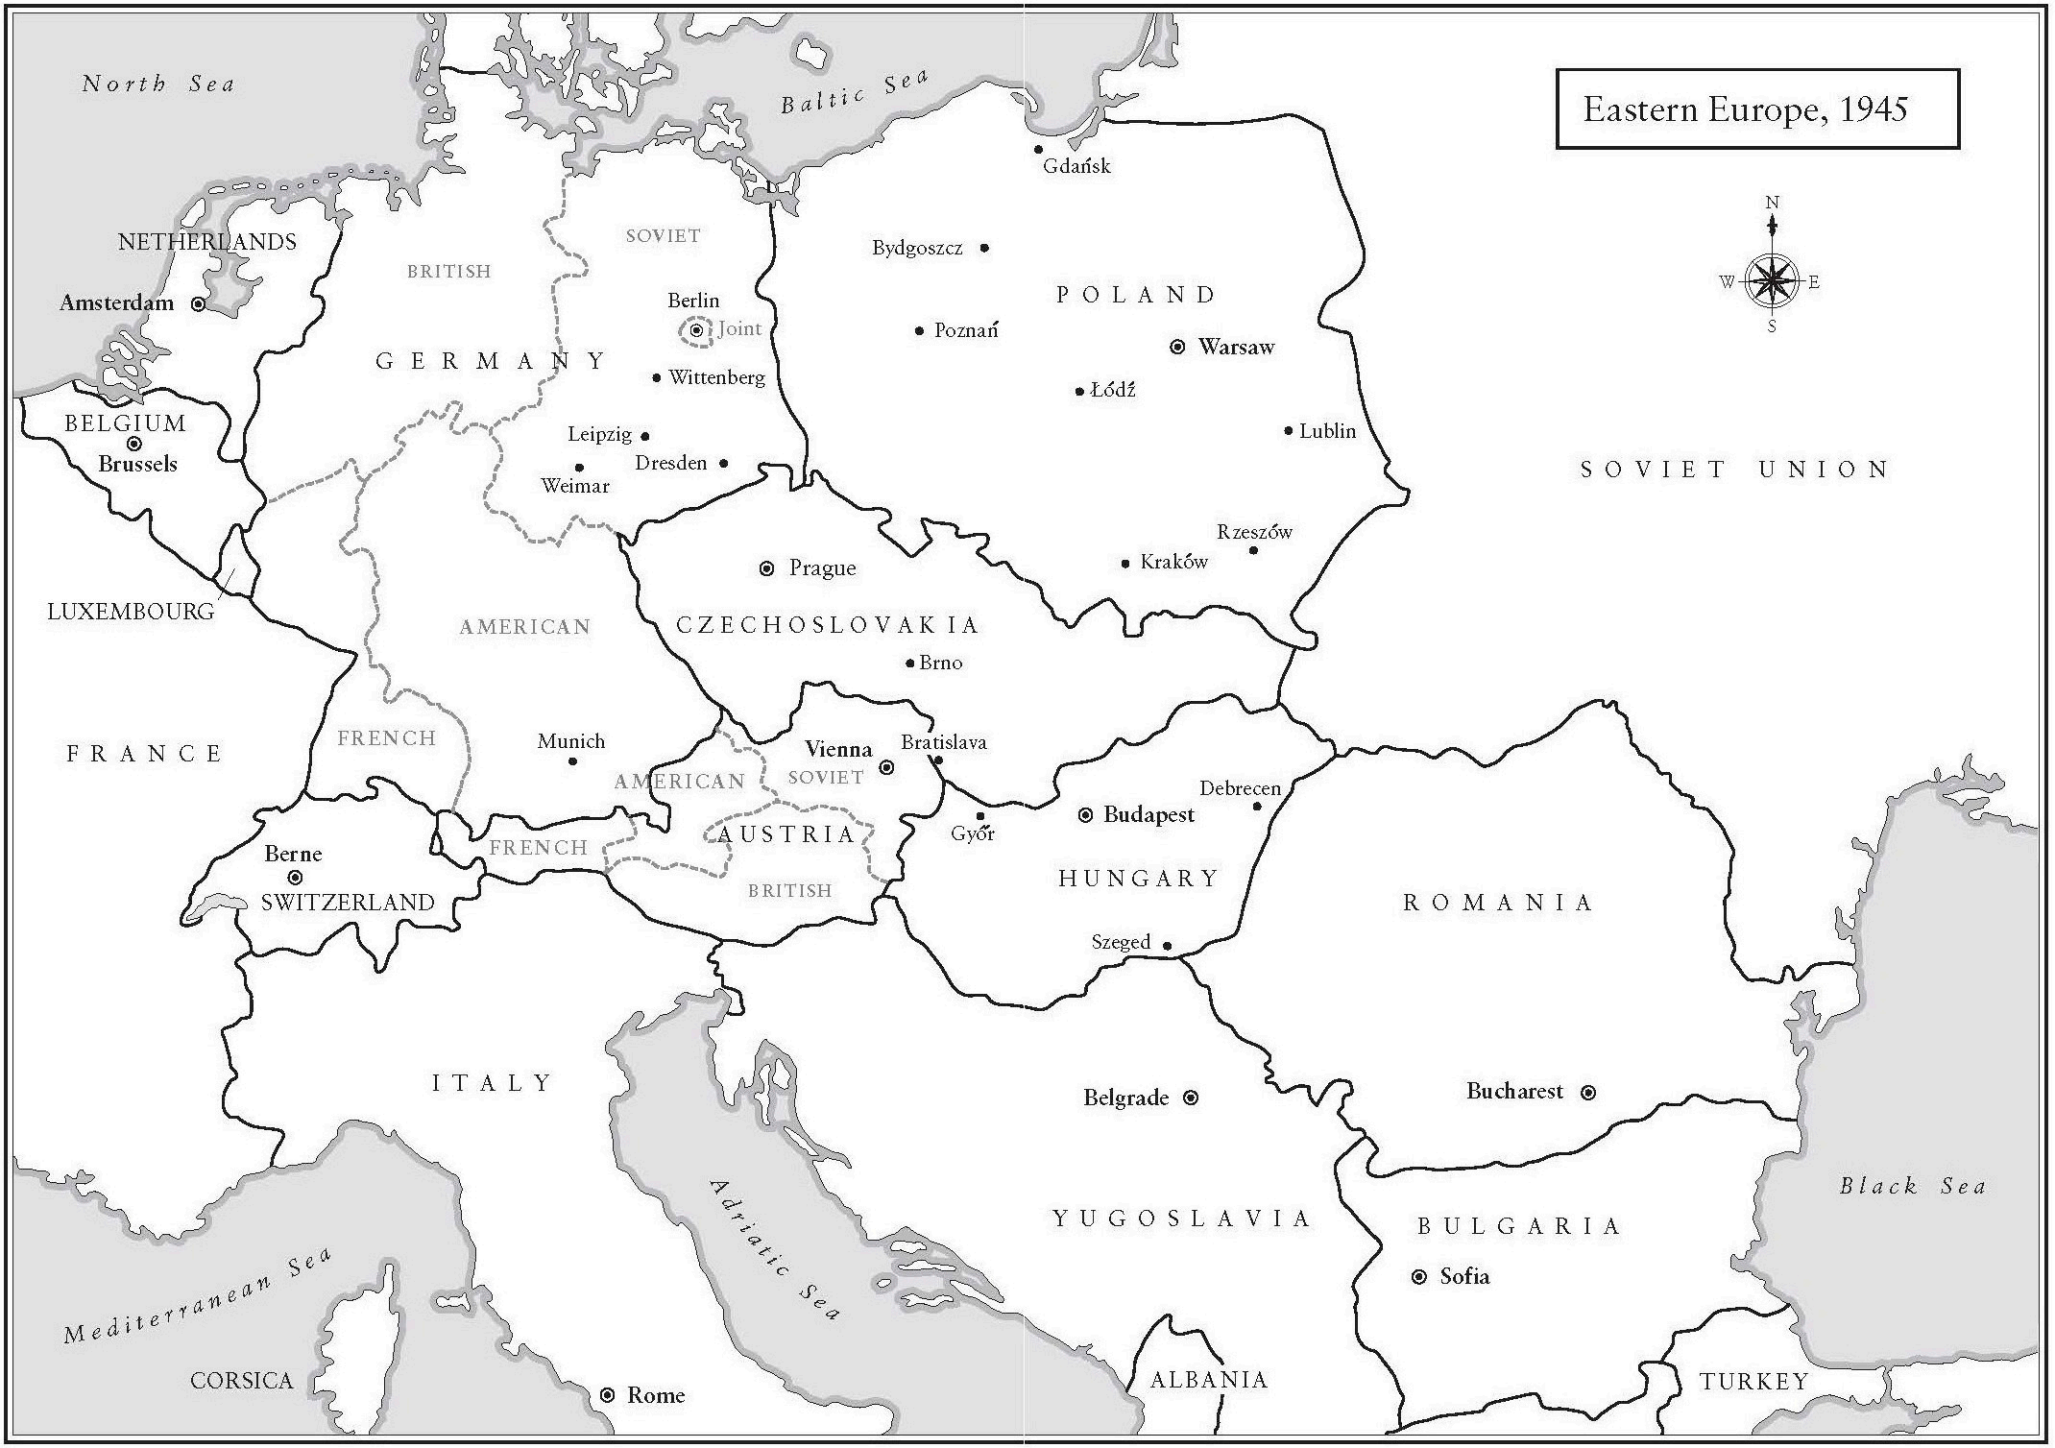 North Sea
Baltic Sea
Eastern Europe, 1945
Gdańsk
N
W
E
S
NETHERLANDS
SOVIET
Bydgoszcz
BRITISH
POLAND
Amsterdam
Berlin
Joint
Poznań
Warsaw
GERMANY
Wittenberg
Łódź
BELGIUM
Brussels
Leipzig
Lublin
Dresden
Weimar
SOVIET UNION
Rzeszów
Kraków
Prague
LUXEMBOURG
AMERICAN
CZECHOSLOVAKIA
Brno
FRENCH
FRANCE
Munich
Vienna
Bratislava
AMERICAN
SOVIET
Debrecen
Budapest
Győr
AUSTRIA
FRENCH
Berne
HUNGARY
BRITISH
SWITZERLAND
ROMANIA
Szeged
ITALY
Belgrade
Bucharest
Adriatic Sea
Black Sea
YUGOSLAVIA
BULGARIA
Mediterranean Sea
Sofia
CORSICA
Rome
ALBANIA
TURKEY